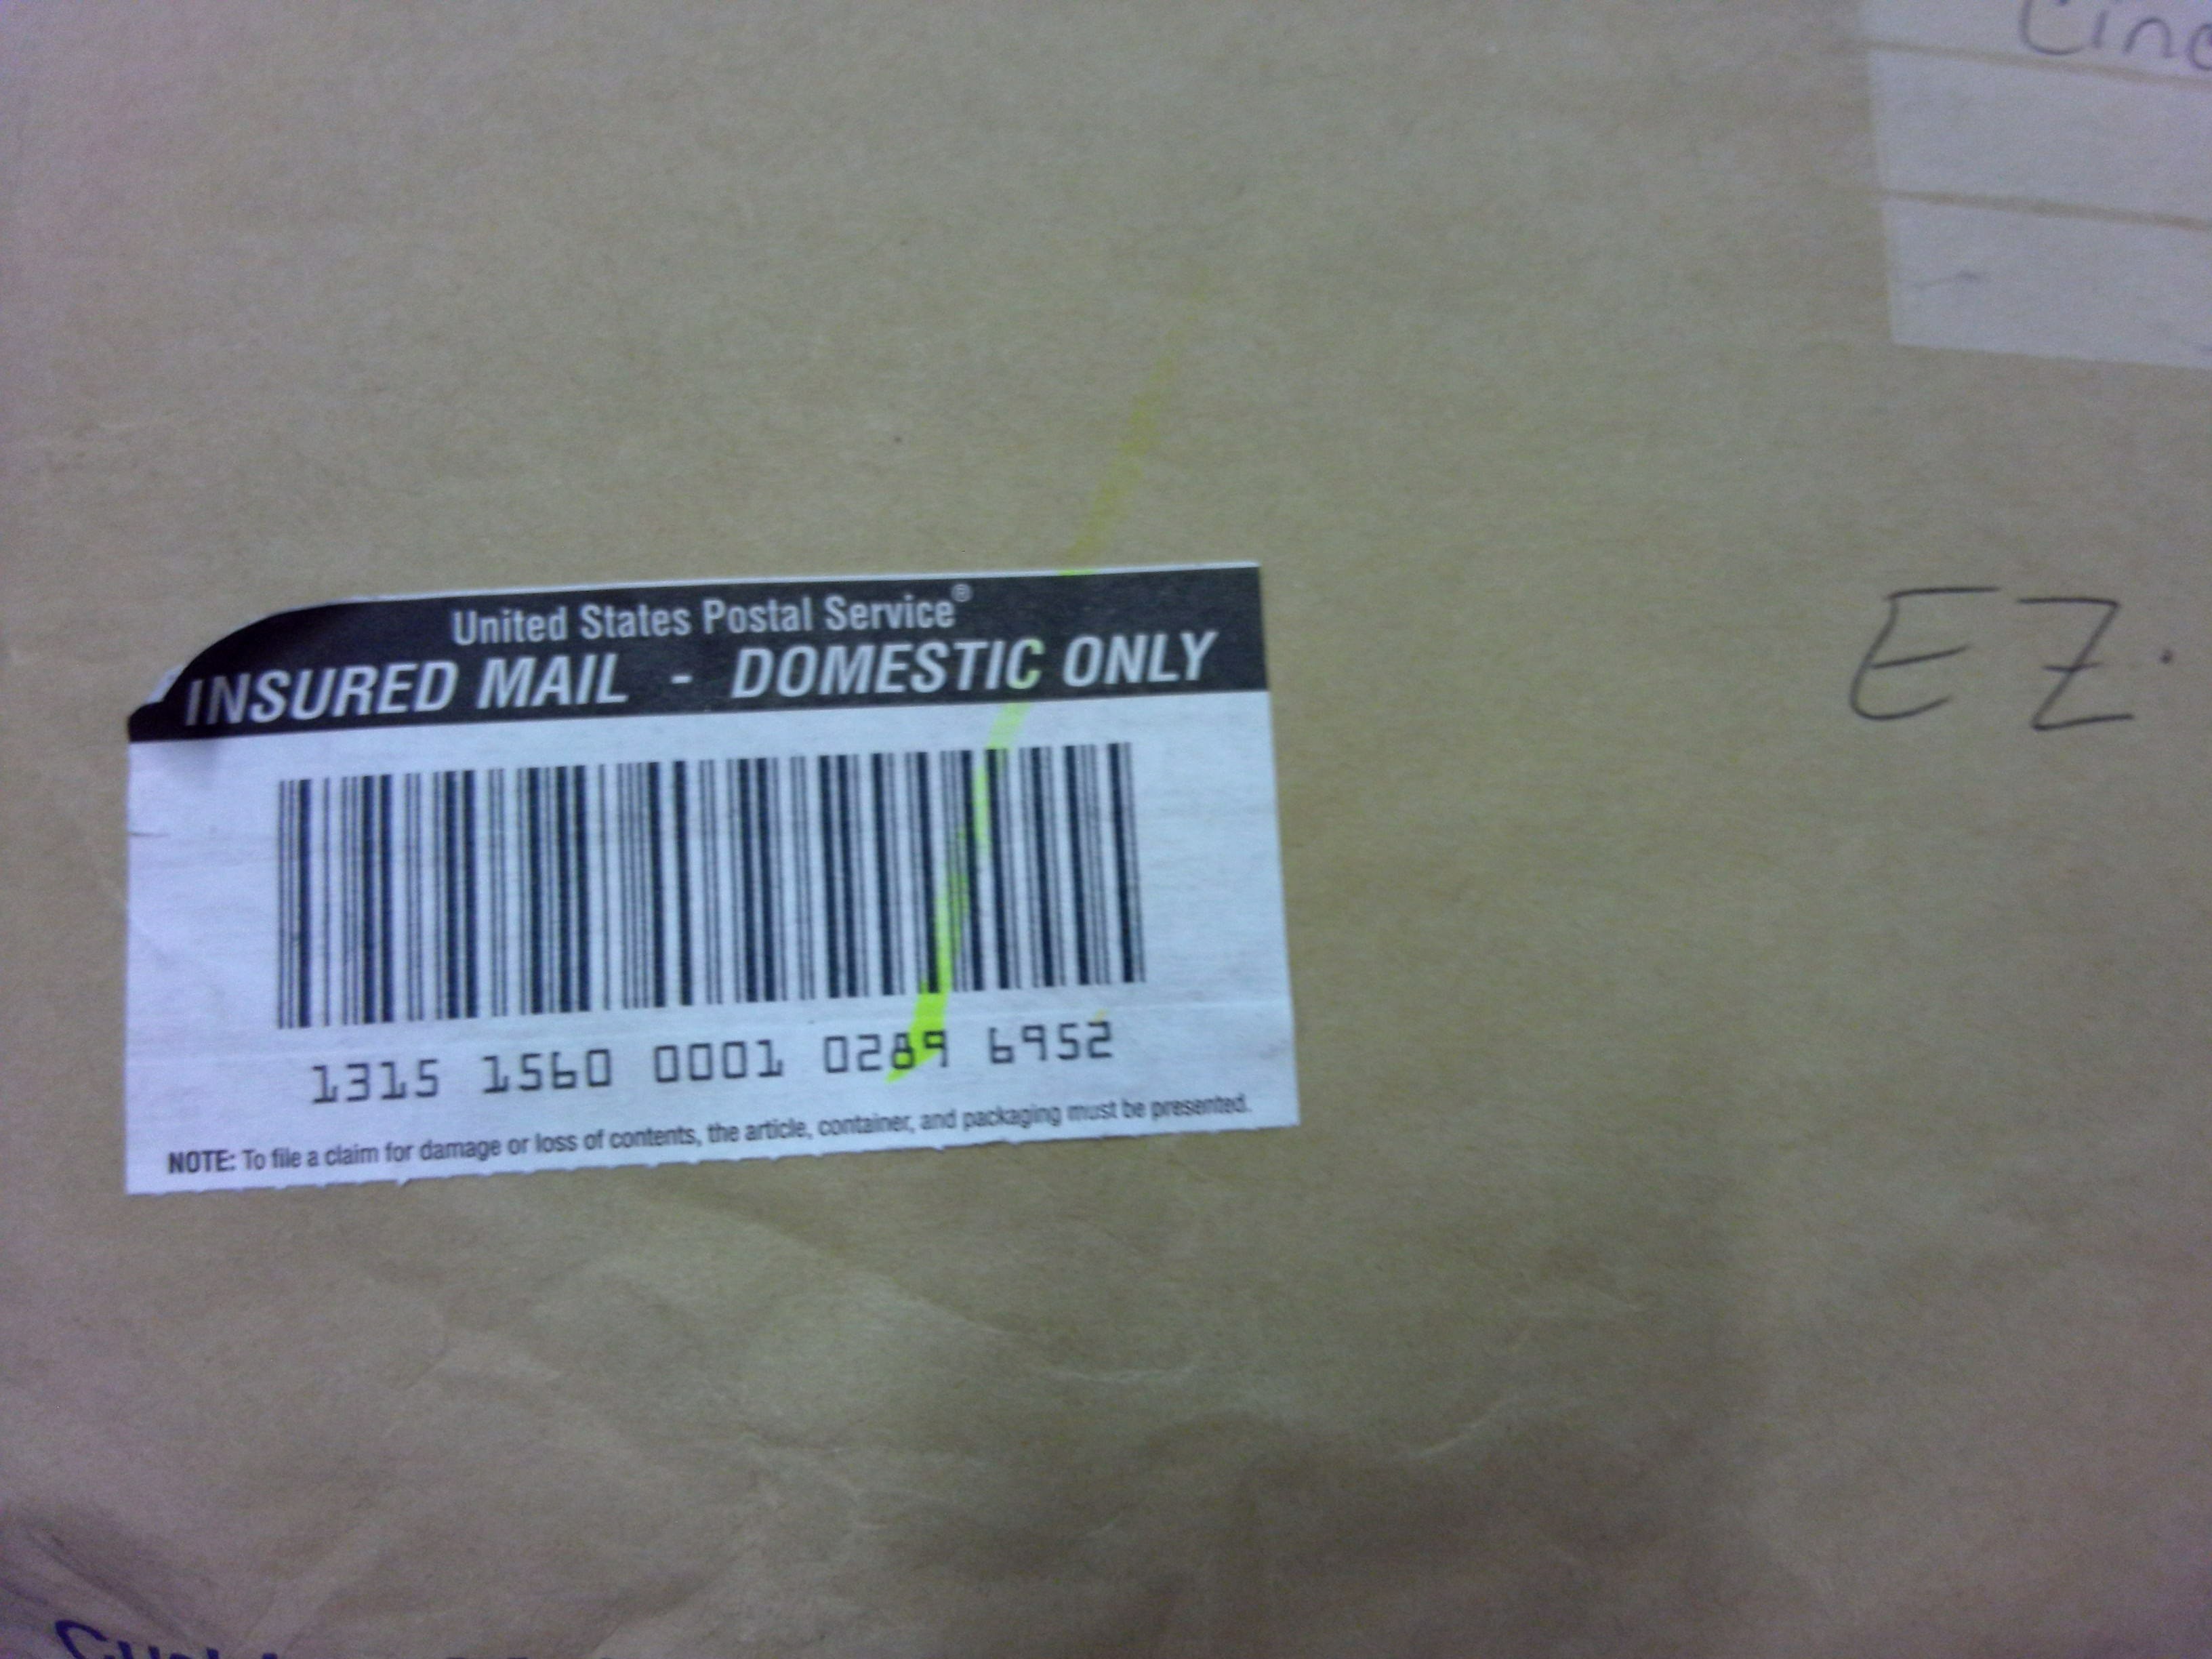 United States Postal Service®
INSURED MAIL - DOMESTIC ONLY
1315 1560 0001 0289 6952
NOTE: To file a claim for damage or loss of contents, the article, container, and packaging must be presented.
EZ.